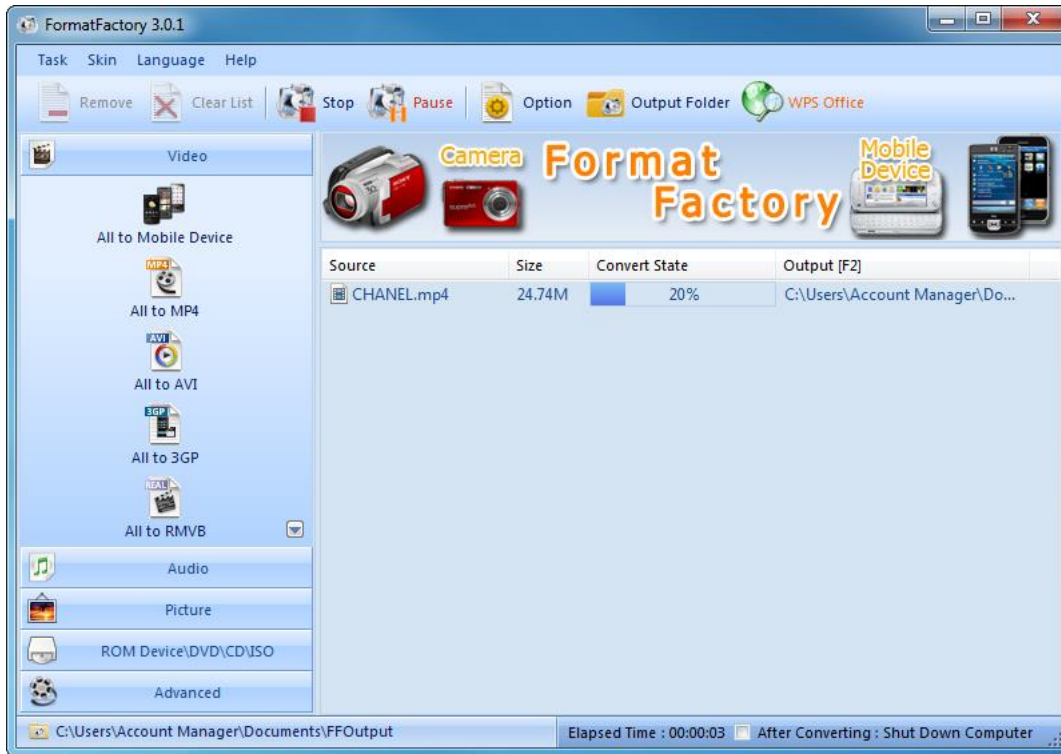 FormatFactory 3.0.1
Task Skin Language Help
Remove Clear List Stop Pause Option Output Folder WPS Office
Video
All to Mobile Device
MP4
All to MP4
AVI
All to AVI
3GP
All to 3GP
REAL
All to RMVB
Audio
Picture
ROM Device\DVD\CD\ISO
Advanced
Camera Format Factory Mobile Device
SONY
Source Size Convert State Output [F2]
CHANEL.mp4 24.74M 20% C:\Users\Account Manager\Do...
C:\Users\Account Manager\Documents\FFOutput
Elapsed Time : 00:00:03 After Converting : Shut Down Computer